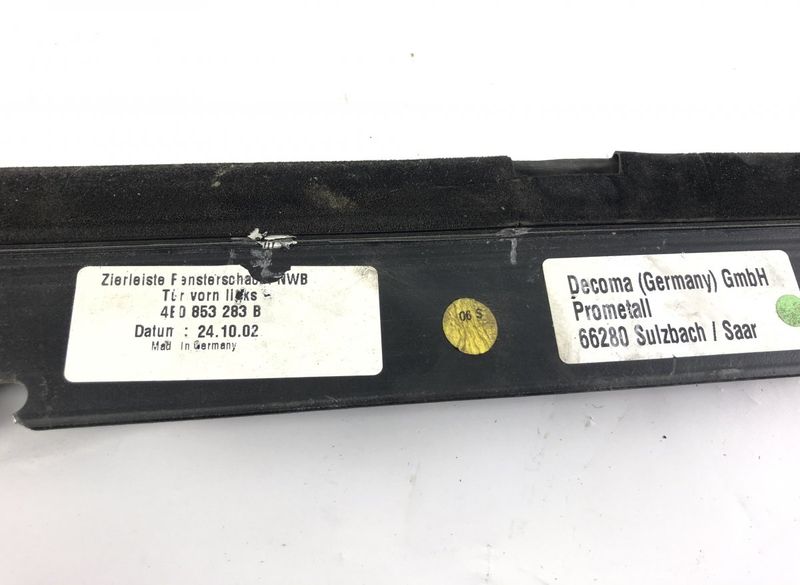 Zierleiste Fensterschacht NWB
Tür vorn links
4E0 853 283 B
Datum : 24.10.02
Made in Germany
06 S
Decoma (Germany) GmbH
Prometall
66280 Sulzbach / Saar